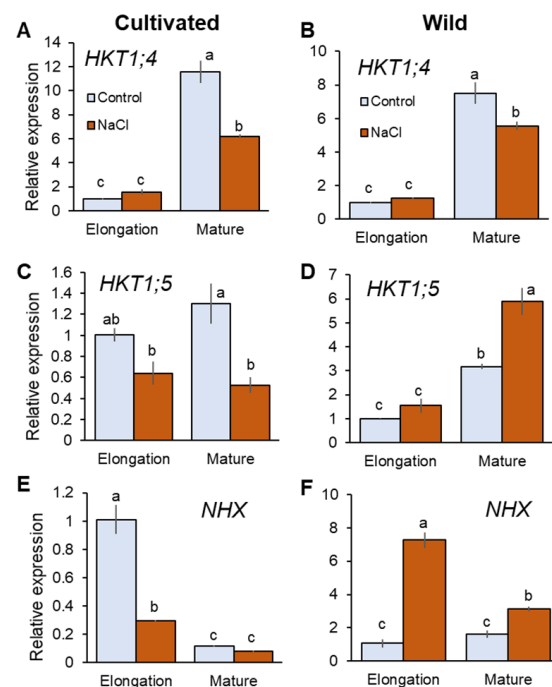 Cultivated
Wild
A
HKT1;4
Relative expression
14
12
10
8
6
4
2
0
Control
NaCl
c
c
a
b
Elongation
Mature
B
HKT1;4
10
8
6
4
2
0
Control
NaCl
c
c
a
b
Elongation
Mature
C
HKT1;5
Relative expression
1.6
1.4
1.2
1
0.8
0.6
0.4
0.2
0
ab
b
a
b
Elongation
Mature
D
HKT1;5
7
6
5
4
3
2
1
0
c
c
b
a
Elongation
Mature
E
NHX
Relative expression
1.2
1
0.8
0.6
0.4
0.2
0
a
b
c
c
Elongation
Mature
F
NHX
10
8
6
4
2
0
c
a
c
b
Elongation
Mature